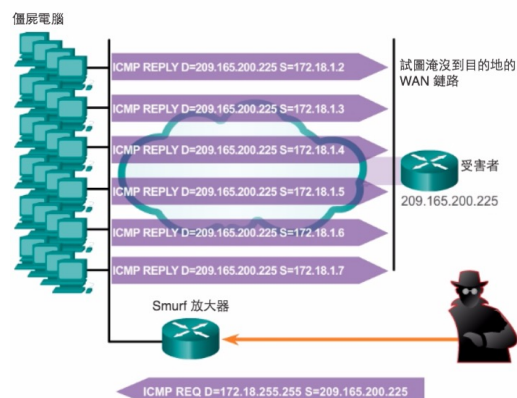 僵屍電腦
ICMP REPLY D=209.165.200.225 S=172.18.1.2
試圖淹沒到目的地的
WAN 鏈路
ICMP REPLY D=209.165.200.225 S=172.18.1.3
ICMP REPLY D=209.165.200.225 S=172.18.1.4
受害者
ICMP REPLY D=209.165.200.225 S=172.18.1.5
209.165.200.225
ICMP REPLY D=209.165.200.225 S=172.18.1.6
ICMP REPLY D=209.165.200.225 S=172.18.1.7
Smurf 放大器
ICMP REQ D=172.18.255.255 S=209.165.200.225